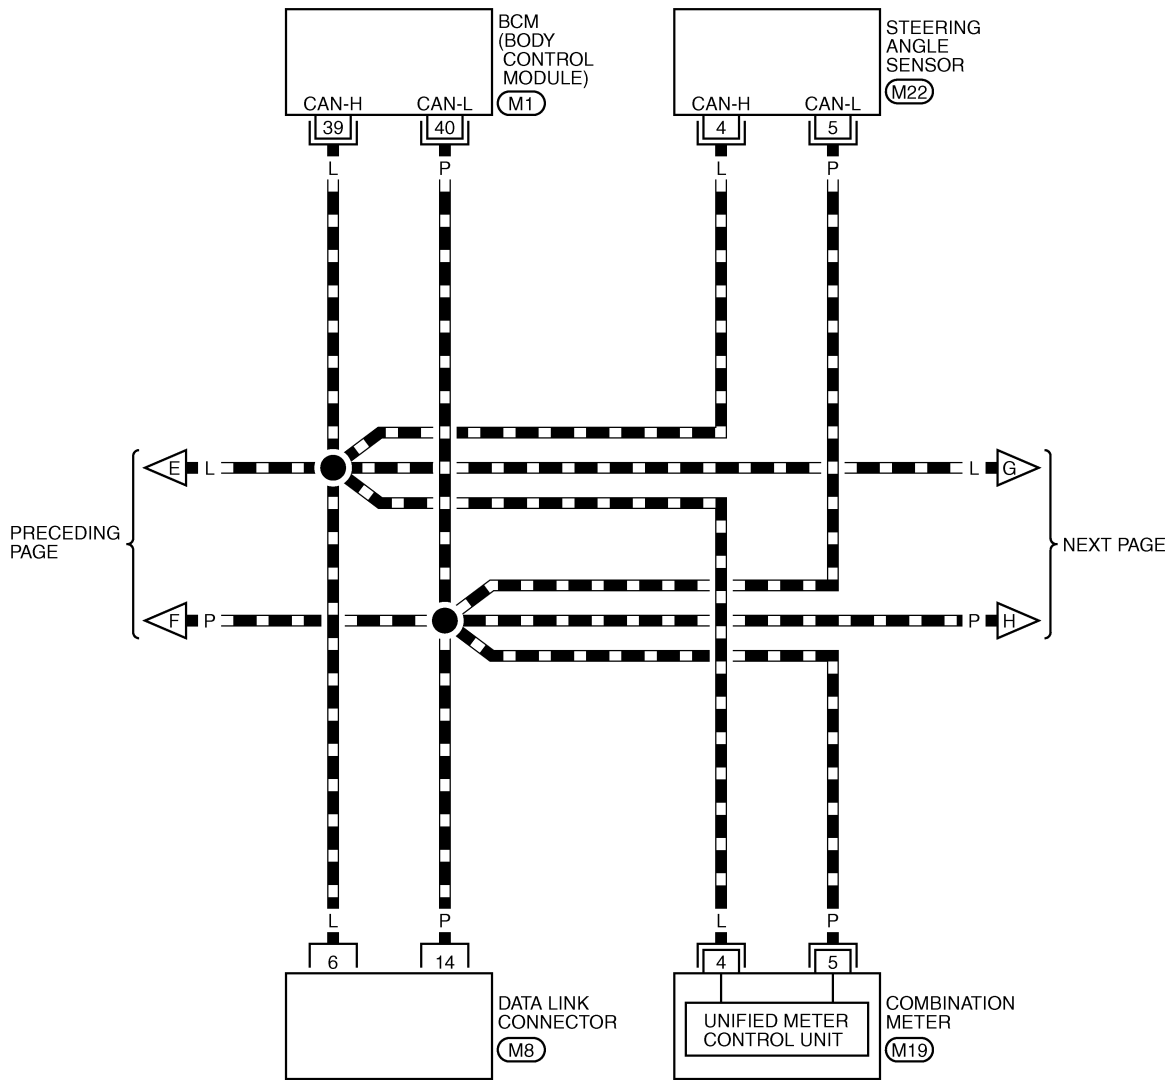 BCM
(BODY
CONTROL
MODULE)
M1
CAN-H CAN-L
39 40
L P
STEERING
ANGLE
SENSOR
M22
CAN-H CAN-L
4 5
L P
PRECEDING
PAGE
E L
F P
L G
P H
NEXT PAGE
L P
6 14
DATA LINK
CONNECTOR
M8
L P
4 5
UNIFIED METER
CONTROL UNIT
COMBINATION
METER
M19